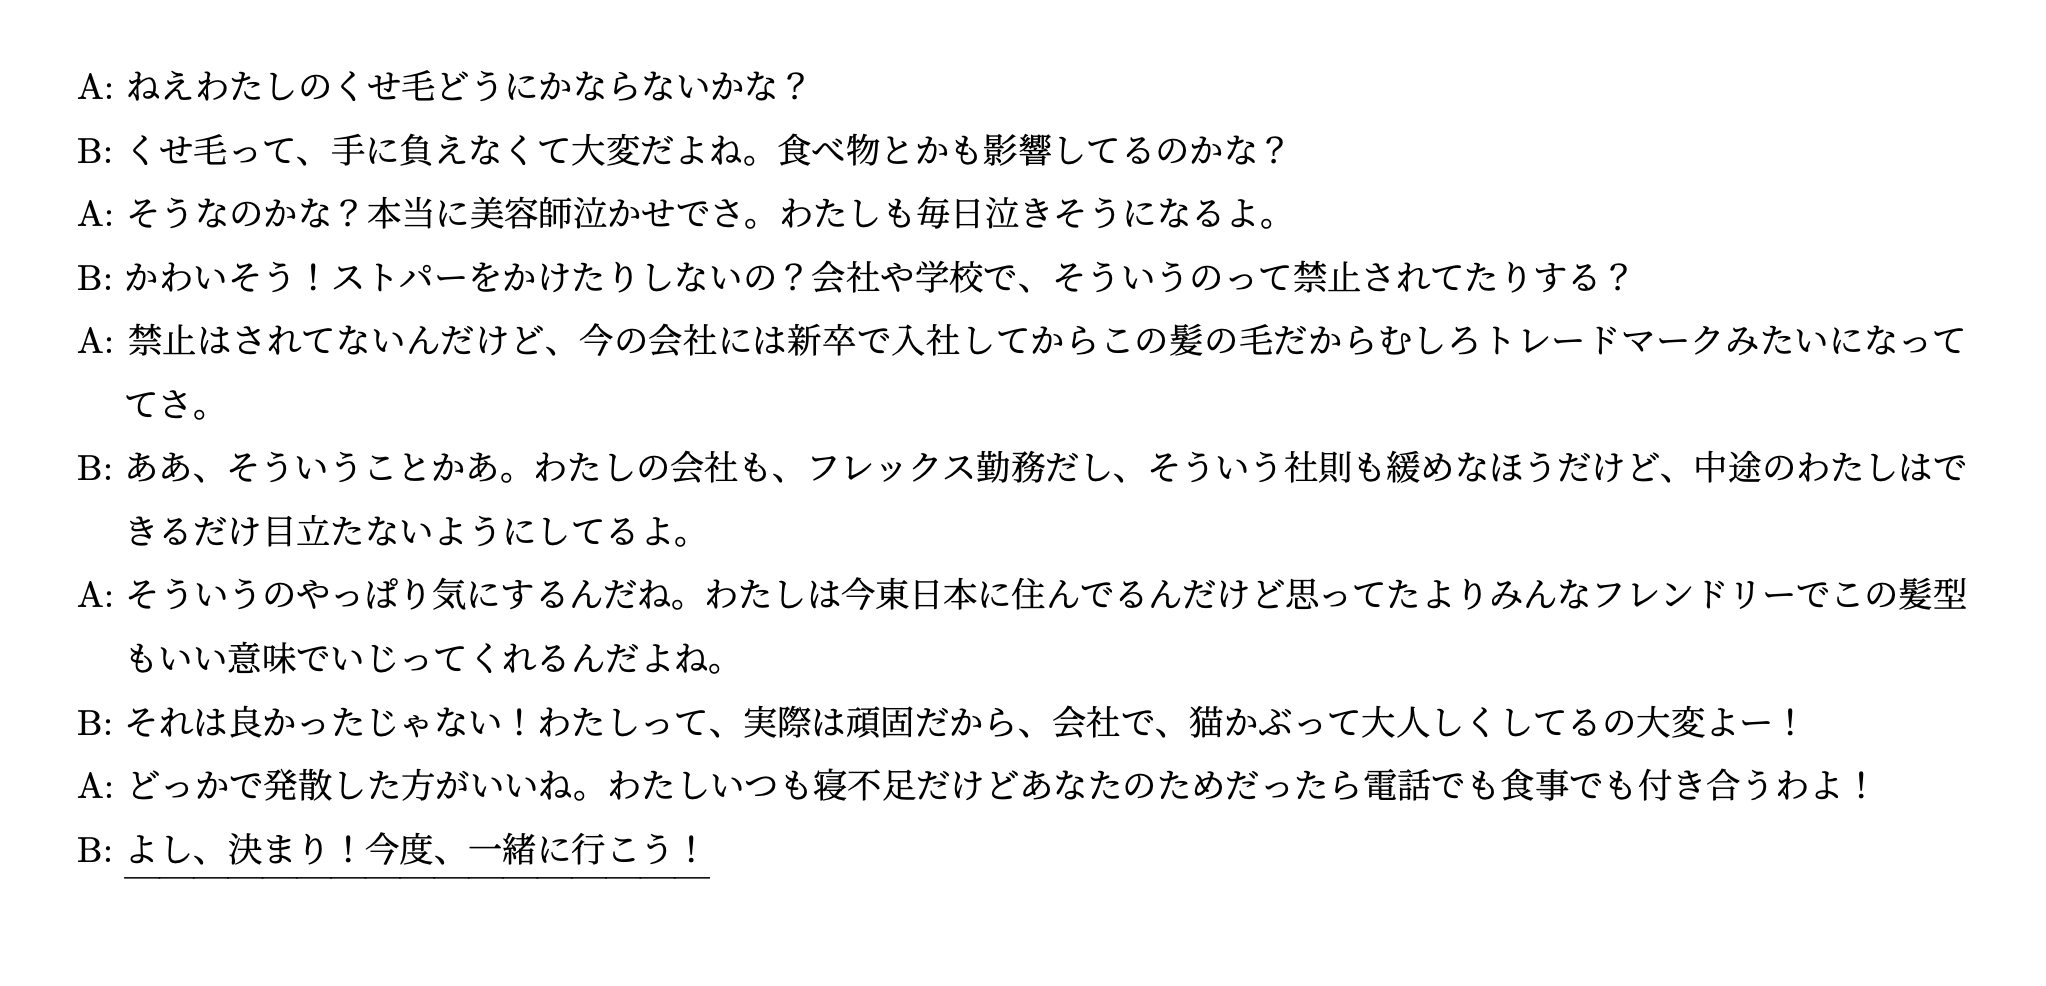 A: ねえわたしのくせ毛どうにかならないかな？
B: くせ毛って、手に負えなくて大変だよね。食べ物とかも影響してるのかな？
A: そうなのかな？本当に美容師泣かせでさ。わたしも毎日泣きそうになるよ。
B: かわいそう！ストパーをかけたりしないの？会社や学校で、そういうのって禁止されてたりする？
A: 禁止はされてないんだけど、今の会社には新卒で入社してからこの髪の毛だからむしろトレードマークみたいになって
てさ。
B: ああ、そういうことかあ。わたしの会社も、フレックス勤務だし、そういう社則も緩めなほうだけど、中途のわたしはで
きるだけ目立たないようにしてるよ。
A: そういうのやっぱり気にするんだね。わたしは今東日本に住んでるんだけど思ってたよりみんなフレンドリーでこの髪型
もいい意味でいじってくれるんだよね。
B: それは良かったじゃない！わたしって、実際は頑固だから、会社で、猫かぶって大人しくしてるの大変よー！
A: どっかで発散した方がいいね。わたしいつも寝不足だけどあなたのためだったら電話でも食事でも付き合うわよ！
B: よし、決まり！今度、一緒に行こう！